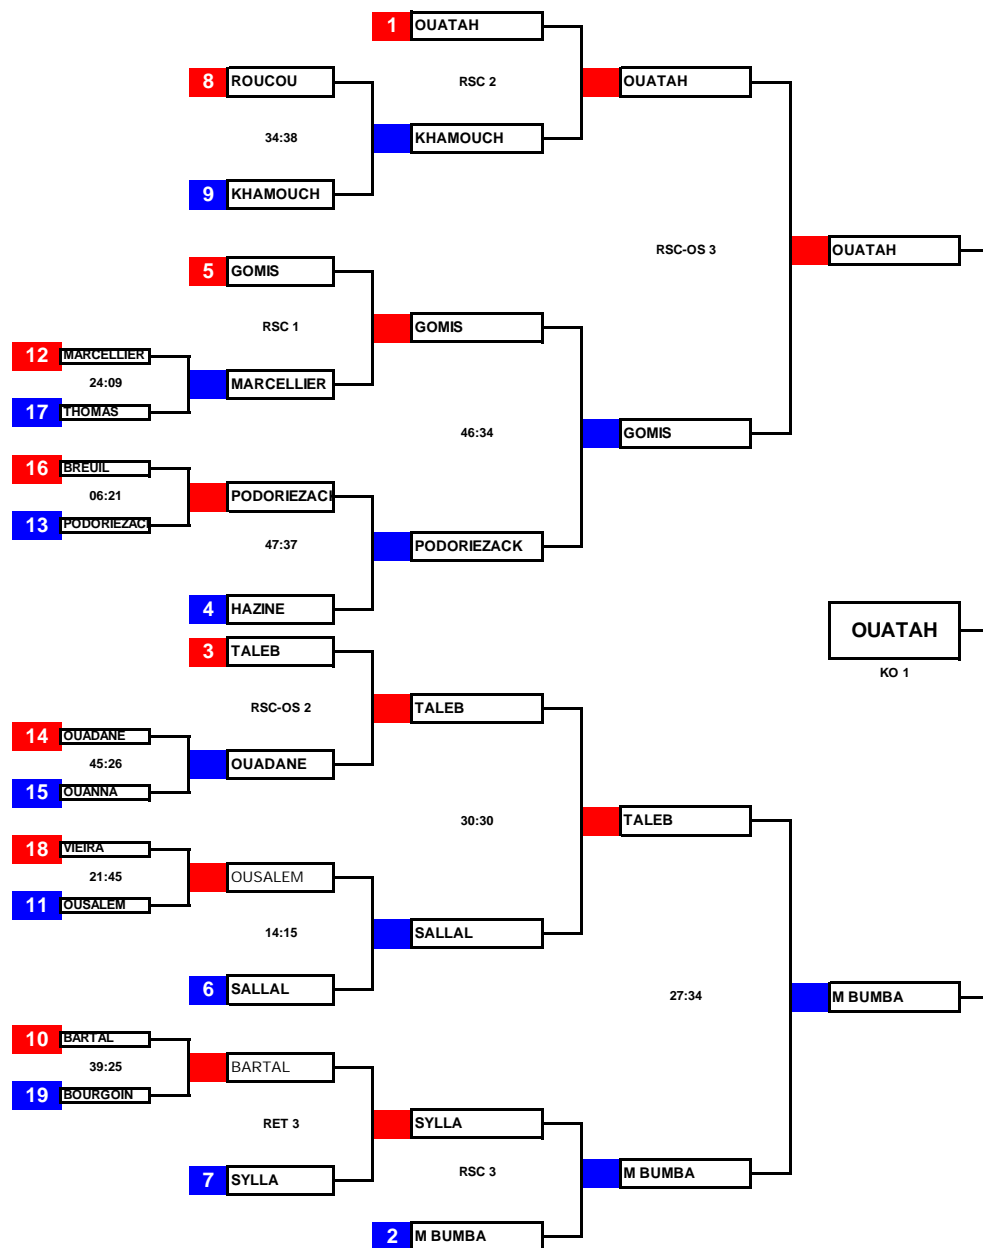 1 OUATAH
8 ROUCOU
RSC 2
OUATAH
34:38
KHAMOUCH
9 KHAMOUCH
RSC-OS 3
OUATAH
5 GOMIS
RSC 1
GOMIS
12 MARCELLIER
24:09
MARCELLIER
17 THOMAS
46:34
GOMIS
16 BREUIL
06:21
PODORIEZACK
13 PODORIEZACK
47:37
PODORIEZACK
4 HAZINE
OUATAH
KO 1
3 TALEB
RSC-OS 2
TALEB
14 OUADANE
45:26
OUADANE
15 OUANNA
30:30
TALEB
18 VIEIRA
21:45
OUSALEM
11 OUSALEM
14:15
SALLAL
6 SALLAL
27:34
M BUMBA
10 BARTAL
39:25
BARTAL
19 BOURGOIN
RET 3
SYLLA
7 SYLLA
RSC 3
M BUMBA
2 M BUMBA